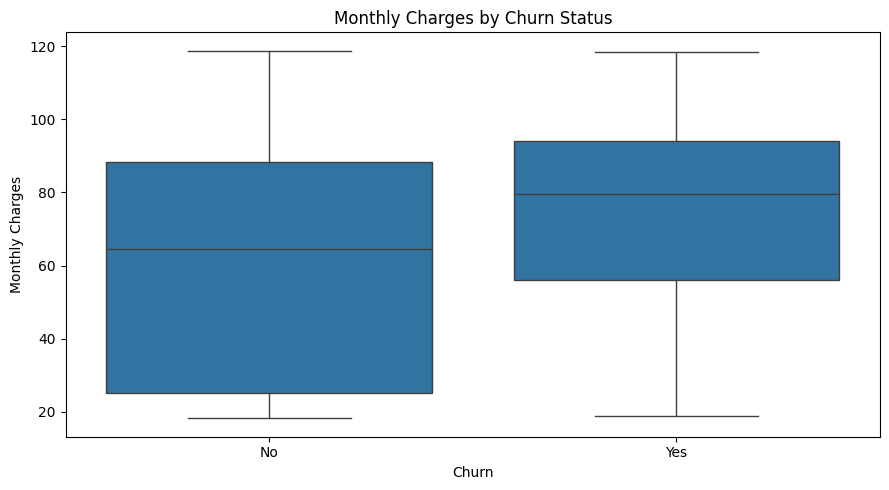 Monthly Charges by Churn Status
Monthly Charges
120
100
80
60
40
20
No Yes
Churn